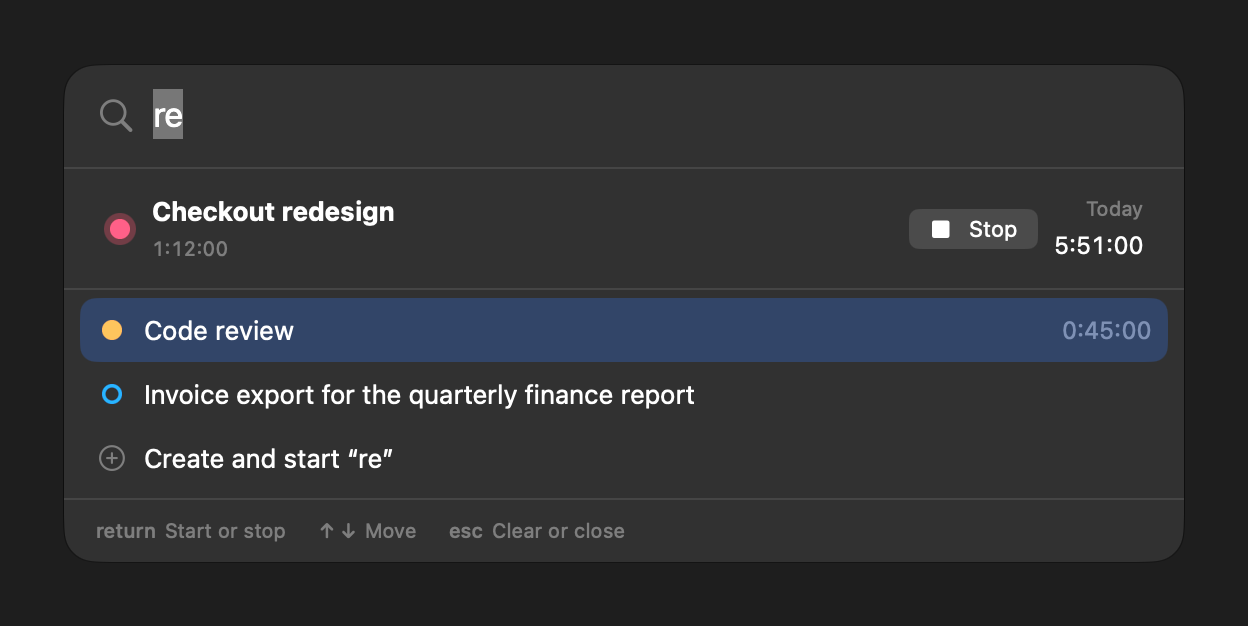 re
Checkout redesign
1:12:00
Stop
Today
5:51:00
Code review 0:45:00
Invoice export for the quarterly finance report
Create and start “re”
return Start or stop ↑ ↓ Move esc Clear or close